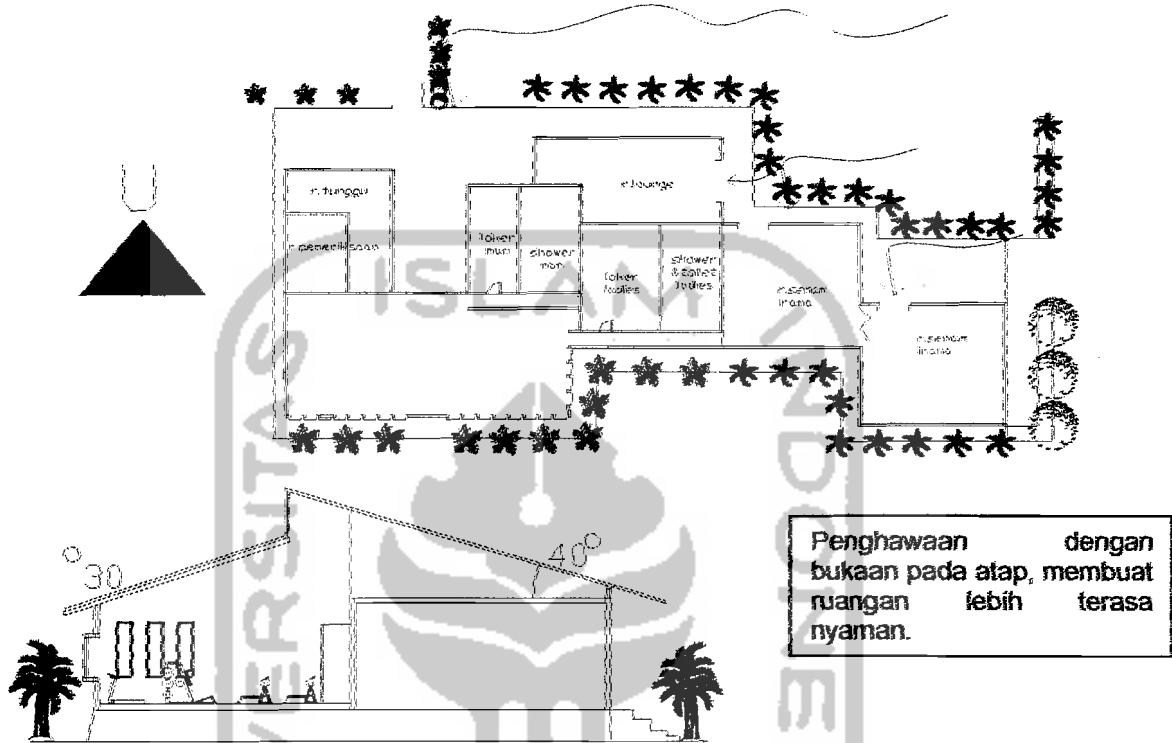 r.tunggu
r.pemeriksaan
loker
man
shower
man
r.lounge
loker
ladies
shower
& toilet
ladies
r.senam
irama
r.senam
irama
30°
40°
Penghawaan dengan
bukaan pada atap, membuat
ruangan lebih terasa
nyaman.
ISLAM